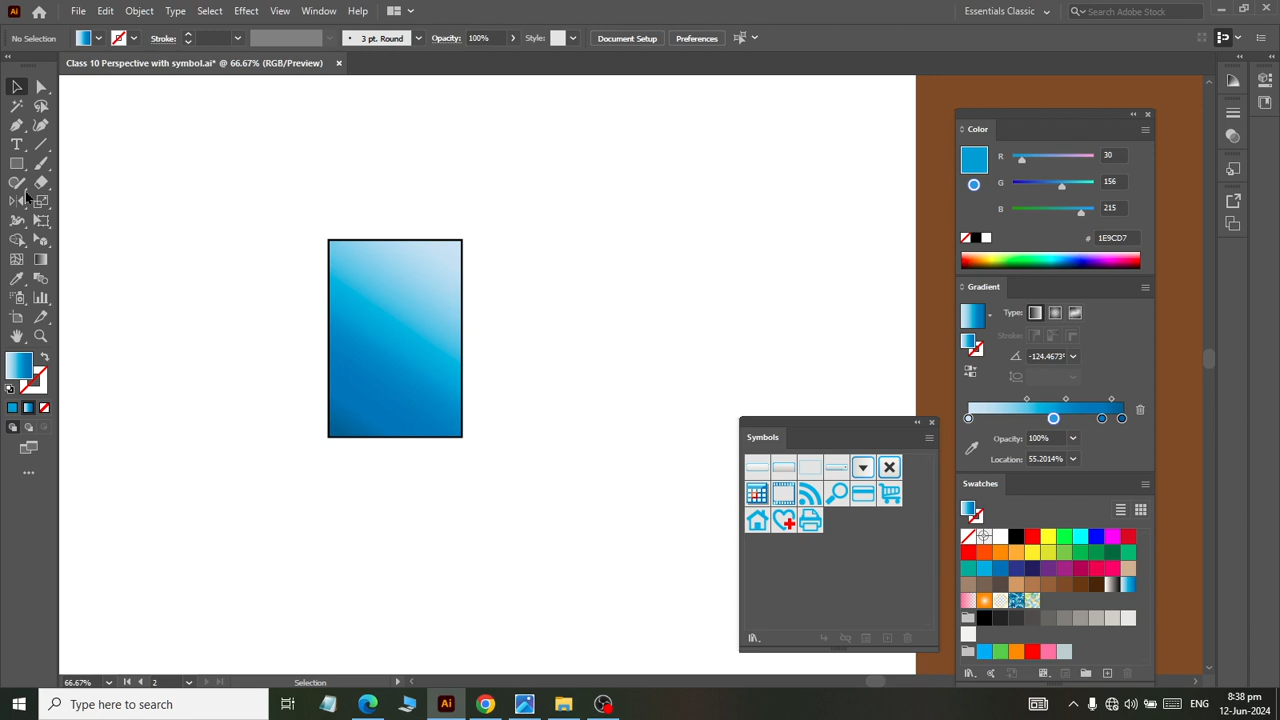 Ai File Edit Object Type Select Effect View Window Help Essentials Classic Search Adobe Stock
No Selection Stroke: 3 pt. Round Opacity: 100% Style: Document Setup Preferences
Class 10 Perspective with symbol.ai* @ 66.67% (RGB/Preview)
Color
R 30
G 156
B 215
# 1E9CD7
Gradient
Type:
Stroke:
-124.4673°
Opacity: 100%
Location: 55.2014%
Symbols
Swatches
66.67% 2 Selection
Type here to search
Ai
ENG
8:38 pm
12-Jun-2024